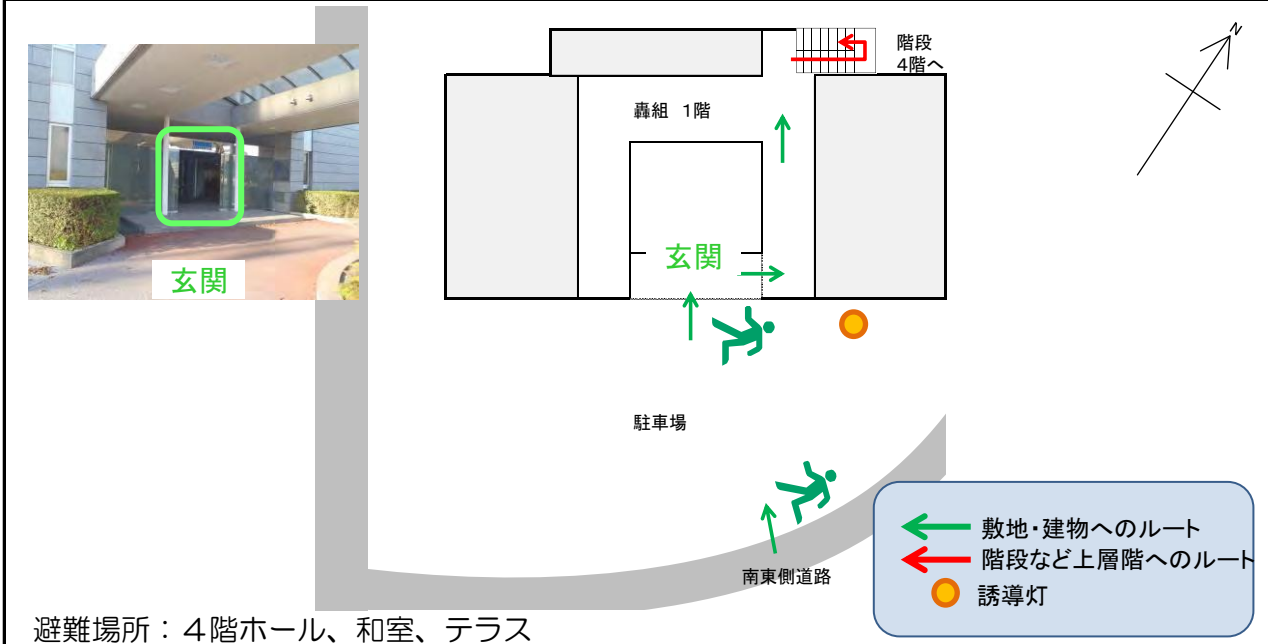 玄関
N
階段
4階へ
轟組 1階
玄関
駐車場
南東側道路
敷地・建物へのルート
階段など上層階へのルート
誘導灯
避難場所：４階ホール、和室、テラス